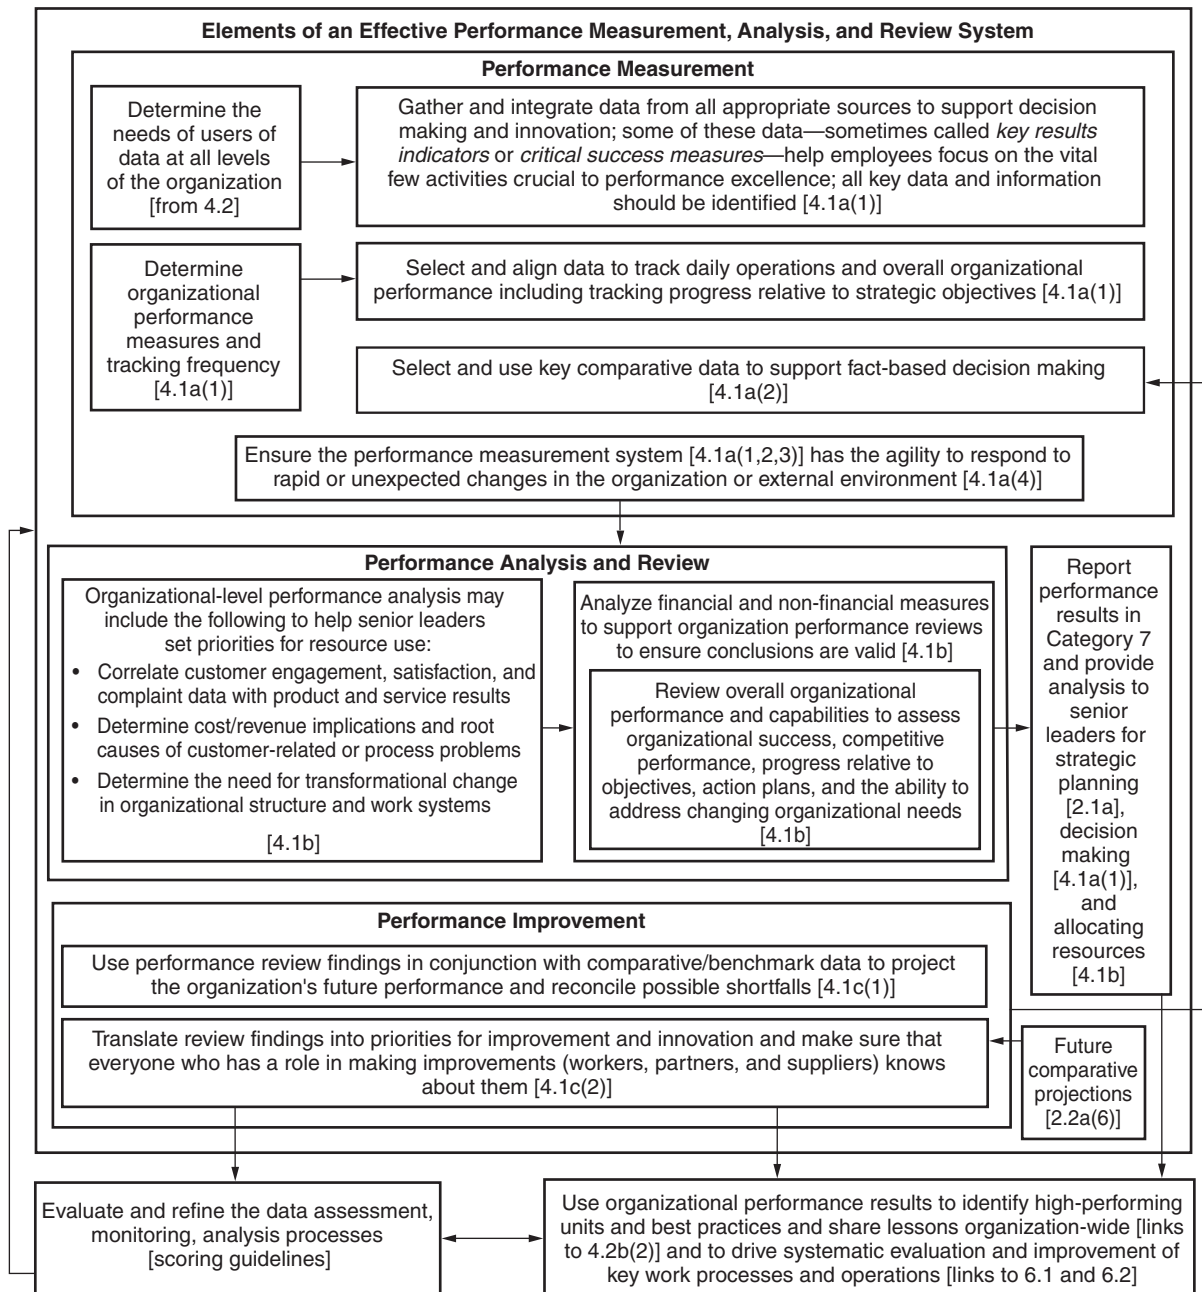 Elements of an Effective Performance Measurement, Analysis, and Review System
Performance Measurement
Determine the
needs of users of
data at all levels
of the organization
[from 4.2]
Gather and integrate data from all appropriate sources to support decision
making and innovation; some of these data—sometimes called key results
indicators or critical success measures—help employees focus on the vital
few activities crucial to performance excellence; all key data and information
should be identified [4.1a(1)]
Determine
organizational
performance
measures and
tracking frequency
[4.1a(1)]
Select and align data to track daily operations and overall organizational
performance including tracking progress relative to strategic objectives [4.1a(1)]
Select and use key comparative data to support fact-based decision making
[4.1a(2)]
Ensure the performance measurement system [4.1a(1,2,3)] has the agility to respond to
rapid or unexpected changes in the organization or external environment [4.1a(4)]
Performance Analysis and Review
Organizational-level performance analysis may
include the following to help senior leaders
set priorities for resource use:
• Correlate customer engagement, satisfaction, and
complaint data with product and service results
• Determine cost/revenue implications and root
causes of customer-related or process problems
• Determine the need for transformational change
in organizational structure and work systems
[4.1b]
Analyze financial and non-financial measures
to support organization performance reviews
to ensure conclusions are valid [4.1b]
Review overall organizational
performance and capabilities to assess
organizational success, competitive
performance, progress relative to
objectives, action plans, and the ability to
address changing organizational needs
[4.1b]
Report
performance
results in
Category 7
and provide
analysis to
senior
leaders for
strategic
planning
[2.1a],
decision
making
[4.1a(1)],
and
allocating
resources
[4.1b]
Performance Improvement
Use performance review findings in conjunction with comparative/benchmark data to project
the organization's future performance and reconcile possible shortfalls [4.1c(1)]
Translate review findings into priorities for improvement and innovation and make sure that
everyone who has a role in making improvements (workers, partners, and suppliers) knows
about them [4.1c(2)]
Future
comparative
projections
[2.2a(6)]
Evaluate and refine the data assessment,
monitoring, analysis processes
[scoring guidelines]
Use organizational performance results to identify high-performing
units and best practices and share lessons organization-wide [links
to 4.2b(2)] and to drive systematic evaluation and improvement of
key work processes and operations [links to 6.1 and 6.2]